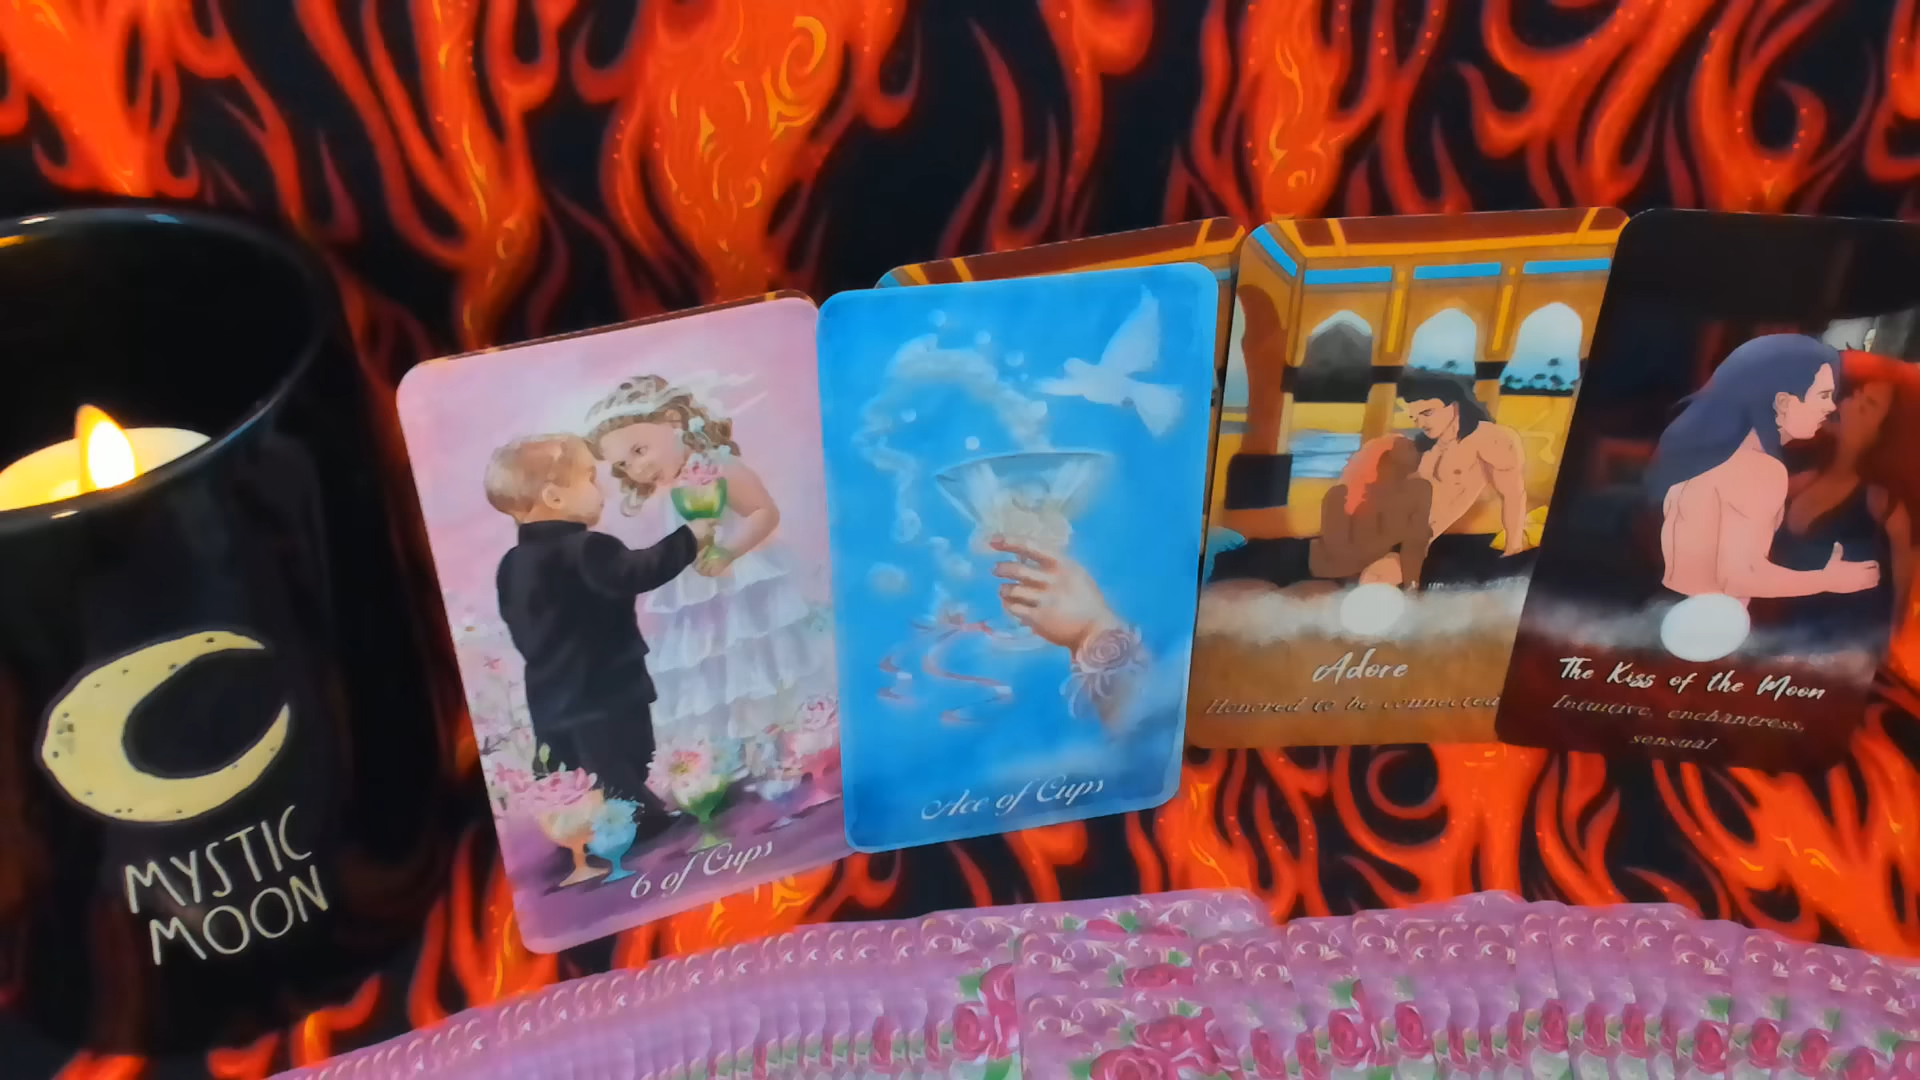 MYSTIC
MOON
6 of Cups
Ace of Cups
Adore
Honored to be connected
The Kiss of the Moon
Intuitive, enchantress,
sensual